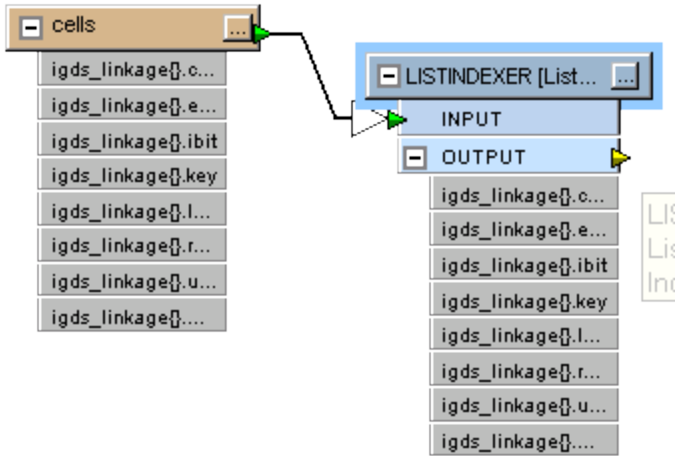 cells
...
igds_linkage{}.c...
igds_linkage{}.e...
igds_linkage{}.ibit
igds_linkage{}.key
igds_linkage{}.l...
igds_linkage{}.r...
igds_linkage{}.u...
igds_linkage{}....
LISTINDEXER [List...
...
INPUT
OUTPUT
igds_linkage{}.c...
igds_linkage{}.e...
igds_linkage{}.ibit
igds_linkage{}.key
igds_linkage{}.l...
igds_linkage{}.r...
igds_linkage{}.u...
igds_linkage{}....